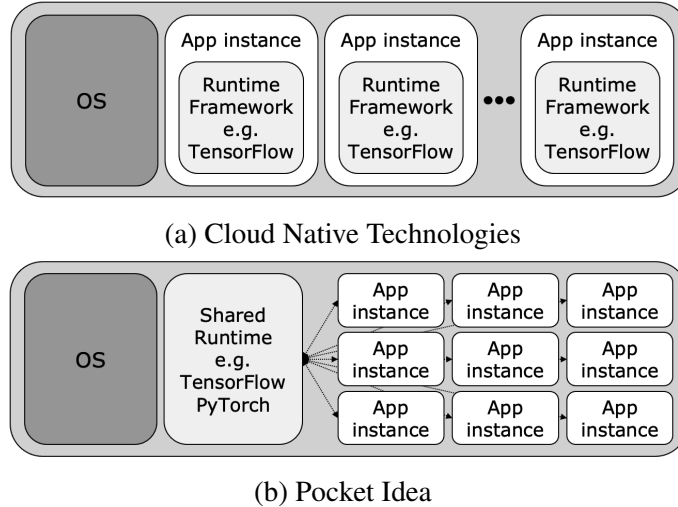 OS
App instance
Runtime
Framework
e.g.
TensorFlow
App instance
Runtime
Framework
e.g.
TensorFlow
•••
App instance
Runtime
Framework
e.g.
TensorFlow
(a) Cloud Native Technologies
OS
Shared
Runtime
e.g.
TensorFlow
PyTorch
App
instance
App
instance
App
instance
App
instance
App
instance
App
instance
App
instance
App
instance
App
instance
(b) Pocket Idea